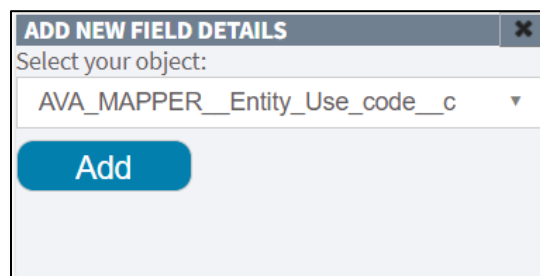 ADD NEW FIELD DETAILS
Select your object:
AVA_MAPPER__Entity_Use_code__c
Add